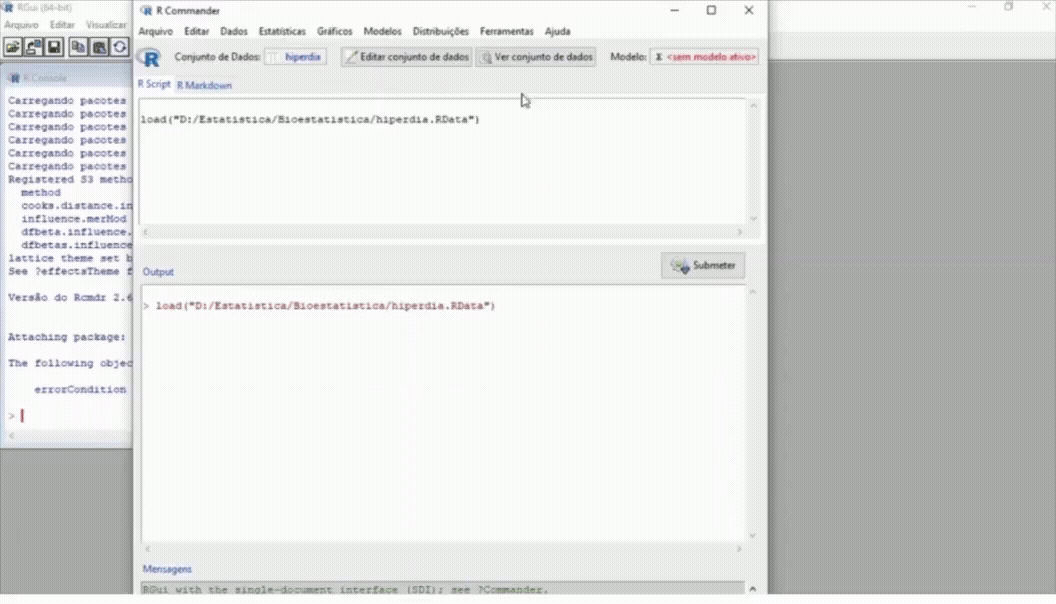 RGui (64-bit)
Arquivo Editar Visualizar
R Console
Carregando pacotes
Carregando pacotes
Carregando pacotes
Carregando pacotes
Carregando pacotes
Carregando pacotes
Registered S3 metho
method
cooks.distance.in
influence.merMod
dfbeta.influence.
dfbetas.influence
lattice theme set b
See ?effectsTheme f
Versão do Rcmdr 2.6
Attaching package:
The following objec
errorCondition
>
R Commander
Arquivo Editar Dados Estatísticas Gráficos Modelos Distribuições Ferramentas Ajuda
Conjunto de Dados: hiperdia Editar conjunto de dados Ver conjunto de dados Modelo: Σ <sem modelo ativo>
R Script R Markdown
load("D:/Estatistica/Bioestatistica/hiperdia.RData")
Submeter
Output
> load("D:/Estatistica/Bioestatistica/hiperdia.RData")
Mensagens
RGui with the single-document interface (SDI); see ?Commander.